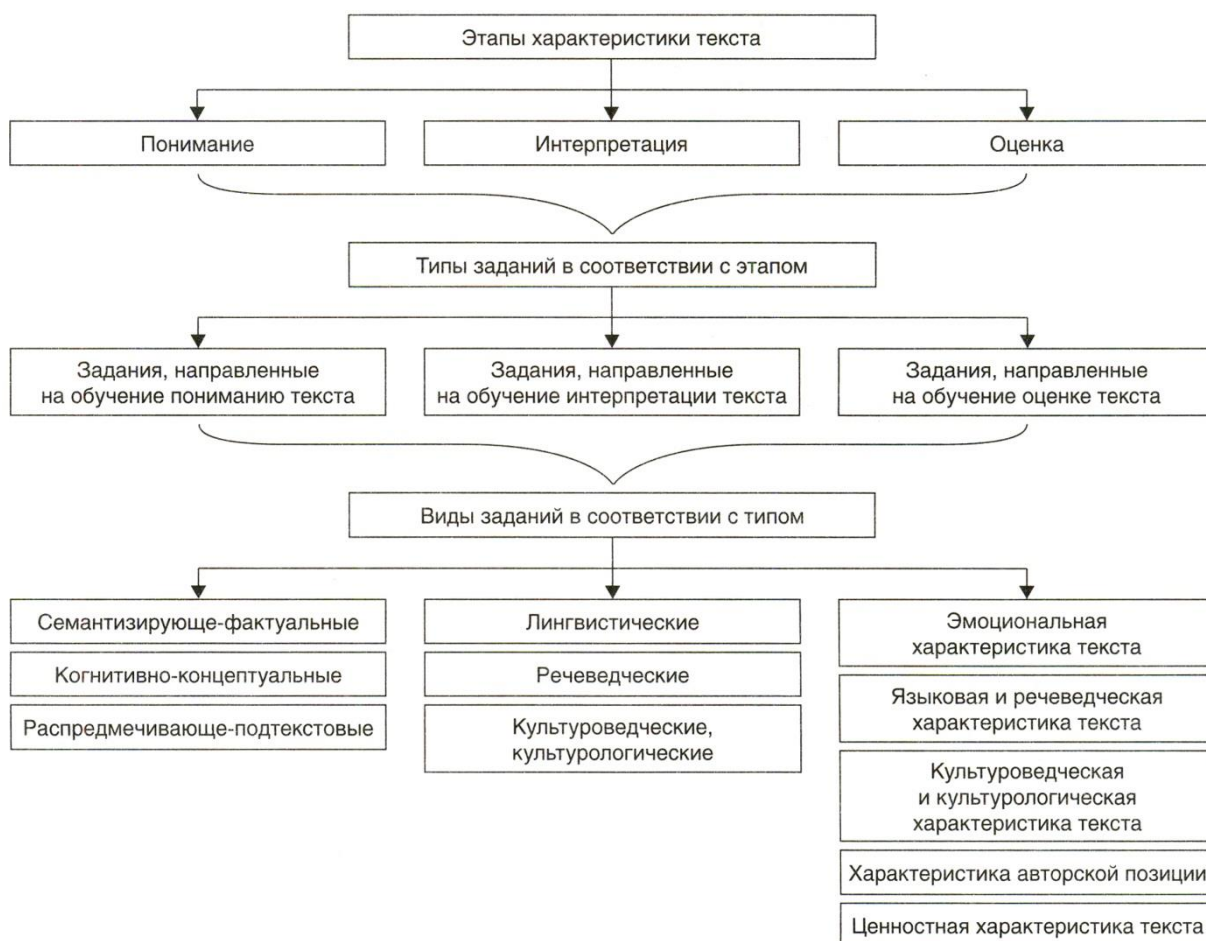 Этапы характеристики текста
Понимание
Интерпретация
Оценка
Типы заданий в соответствии с этапом
Задания, направленные
на обучение пониманию текста
Задания, направленные
на обучение интерпретации текста
Задания, направленные
на обучение оценке текста
Виды заданий в соответствии с типом
Семантизирующе-фактуальные
Когнитивно-концептуальные
Распредмечивающе-подтекстовые
Лингвистические
Речеведческие
Культуроведческие,
культурологические
Эмоциональная
характеристика текста
Языковая и речеведческая
характеристика текста
Культуроведческая
и культурологическая
характеристика текста
Характеристика авторской позиции
Ценностная характеристика текста